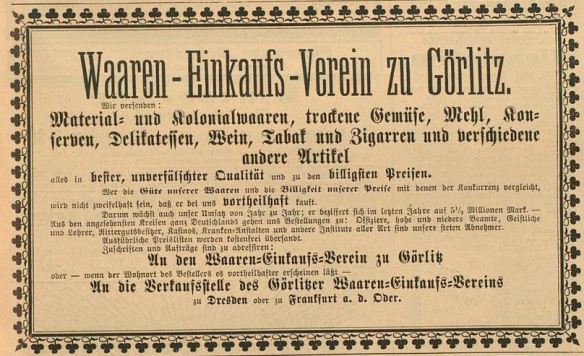 Waaren-Einkaufs-Verein zu Görlitz.
Wir versenden:
Material- und Kolonialwaaren, trockene Gemüse, Mehl, Kon-
serven, Delikatessen, Wein, Tabak und Zigarren und verschiedene
andere Artikel
alles in bester, unverfälschter Qualität und zu den billigsten Preisen.
Wer die Güte unserer Waaren und die Billigkeit unserer Preise mit denen der Konkurrenz vergleicht,
wird nicht zweifelhaft sein, daß er bei uns vortheilhaft kauft.
Darum wächst auch unser Umsatz von Jahr zu Jahr; er beziffert sich im letzten Jahre auf 5½ Millionen Mark. —
Aus den angesehensten Kreisen ganz Deutschlands gehen uns Bestellungen zu: Offiziere, hohe und niedere Beamte, Geistliche
und Lehrer, Rittergutsbesitzer, Kasinos, Kranken-Anstalten und andere Institute aller Art sind unsere steten Abnehmer.
Ausführliche Preislisten werden kostenfrei übersandt.
Zuschriften und Aufträge sind zu adressiren:
An den Waaren-Einkaufs-Verein zu Görlitz
oder — wenn der Wohnort des Bestellers es vortheilhafter erscheinen läßt —
An die Verkaufsstelle des Görlitzer Waaren-Einkaufs-Vereins
zu Dresden oder zu Frankfurt a. d. Oder.